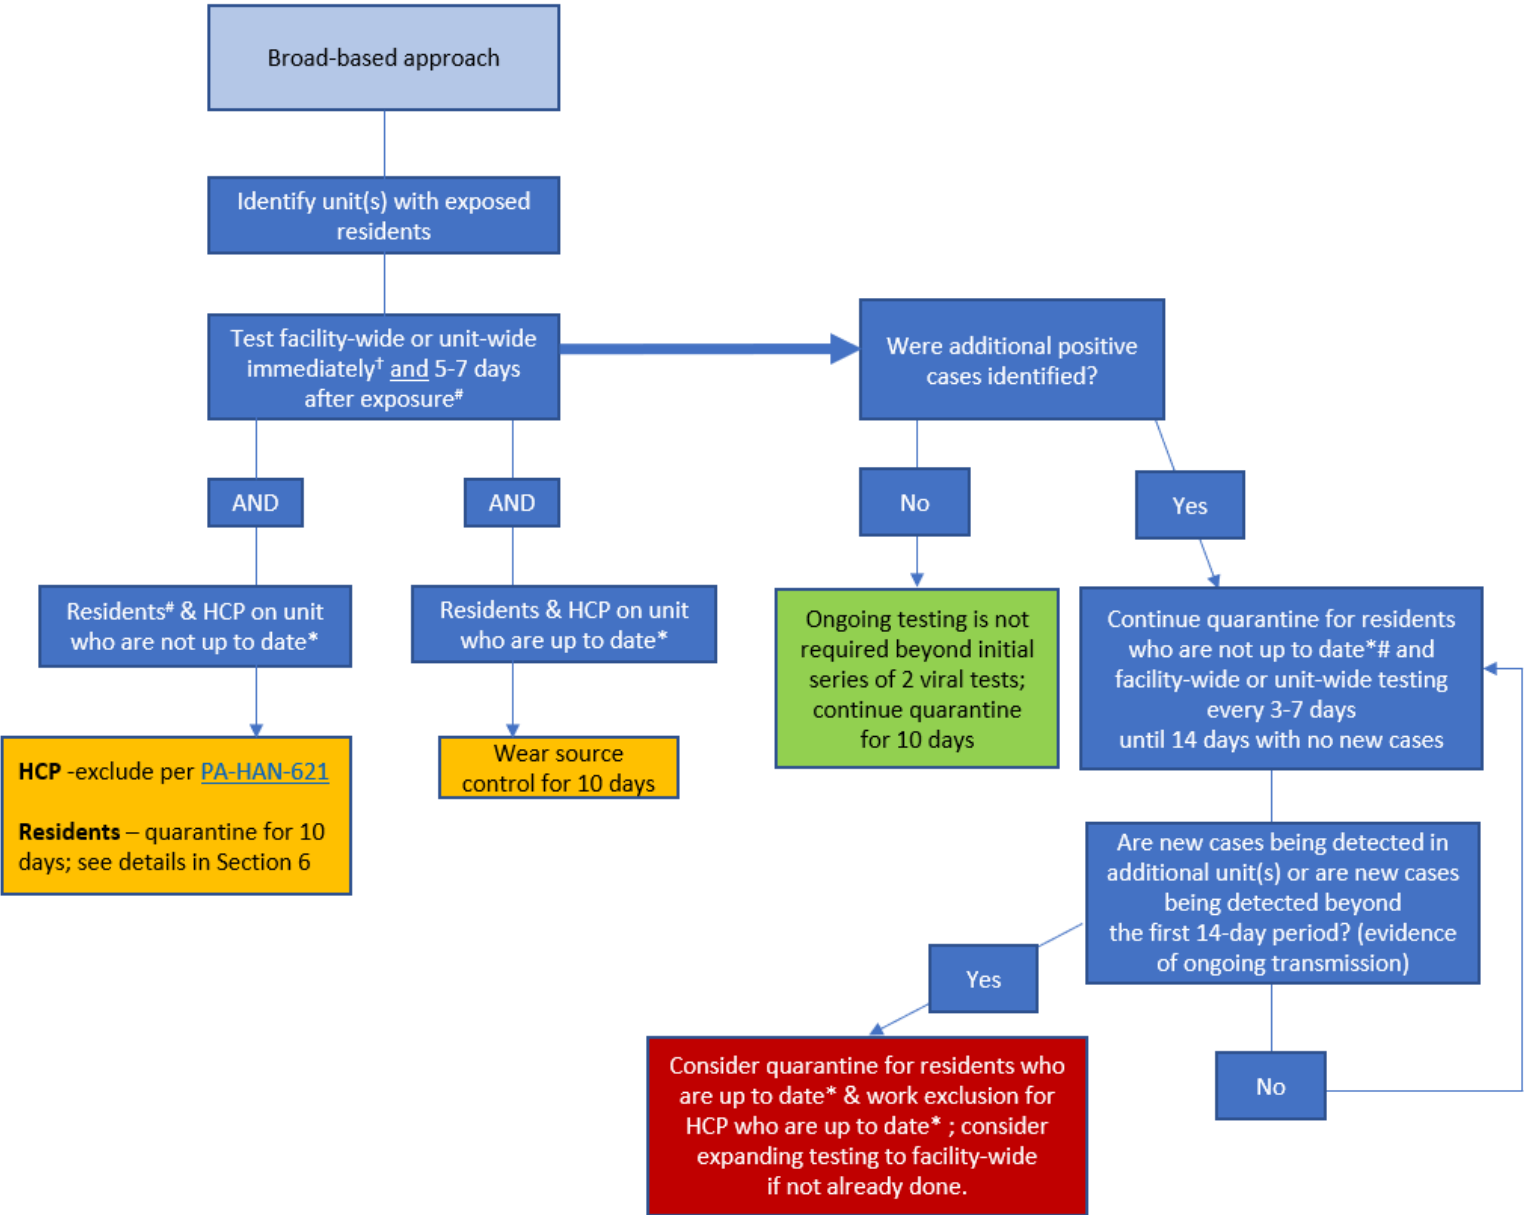 Broad-based approach
Identify unit(s) with exposed
residents
Test facility-wide or unit-wide
immediately† and 5-7 days
after exposure#
Were additional positive
cases identified?
AND
AND
No
Yes
Residents# & HCP on unit
who are not up to date*
Residents & HCP on unit
who are up to date*
Ongoing testing is not
required beyond initial
series of 2 viral tests;
continue quarantine
for 10 days
Continue quarantine for residents
who are not up to date*# and
facility-wide or unit-wide testing
every 3-7 days
until 14 days with no new cases
HCP -exclude per PA-HAN-621
Residents – quarantine for 10
days; see details in Section 6
Wear source
control for 10 days
Are new cases being detected in
additional unit(s) or are new cases
being detected beyond
the first 14-day period? (evidence
of ongoing transmission)
Yes
No
Consider quarantine for residents who
are up to date* & work exclusion for
HCP who are up to date* ; consider
expanding testing to facility-wide
if not already done.